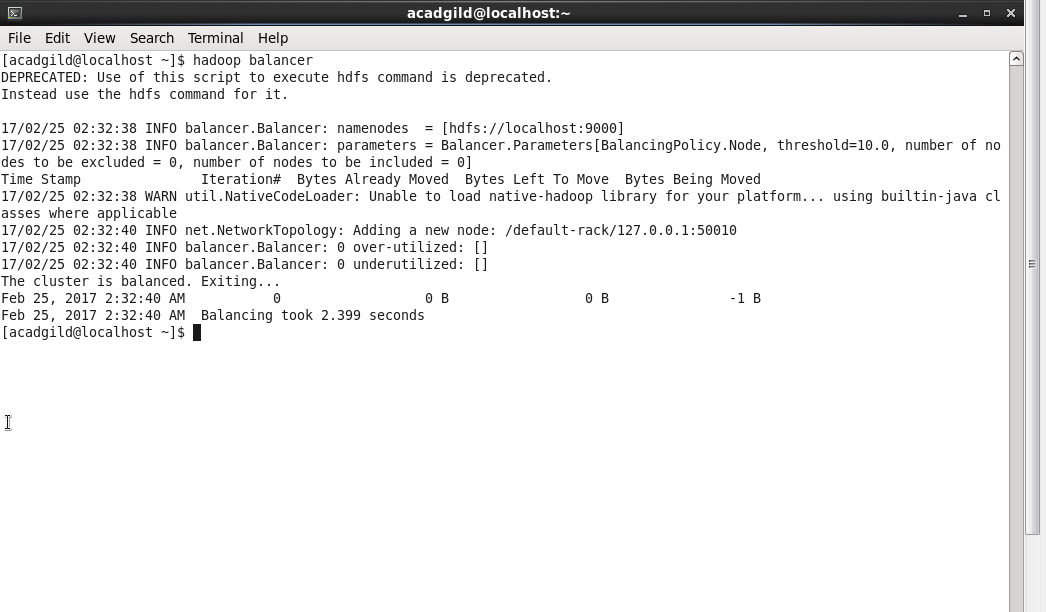 acadgild@localhost:~
File Edit View Search Terminal Help
[acadgild@localhost ~]$ hadoop balancer
DEPRECATED: Use of this script to execute hdfs command is deprecated.
Instead use the hdfs command for it.
17/02/25 02:32:38 INFO balancer.Balancer: namenodes  = [hdfs://localhost:9000]
17/02/25 02:32:38 INFO balancer.Balancer: parameters = Balancer.Parameters[BalancingPolicy.Node, threshold=10.0, number of no
des to be excluded = 0, number of nodes to be included = 0]
Time Stamp               Iteration#  Bytes Already Moved  Bytes Left To Move  Bytes Being Moved
17/02/25 02:32:38 WARN util.NativeCodeLoader: Unable to load native-hadoop library for your platform... using builtin-java cl
asses where applicable
17/02/25 02:32:40 INFO net.NetworkTopology: Adding a new node: /default-rack/127.0.0.1:50010
17/02/25 02:32:40 INFO balancer.Balancer: 0 over-utilized: []
17/02/25 02:32:40 INFO balancer.Balancer: 0 underutilized: []
The cluster is balanced. Exiting...
Feb 25, 2017 2:32:40 AM           0                  0 B                 0 B               -1 B
Feb 25, 2017 2:32:40 AM  Balancing took 2.399 seconds
[acadgild@localhost ~]$